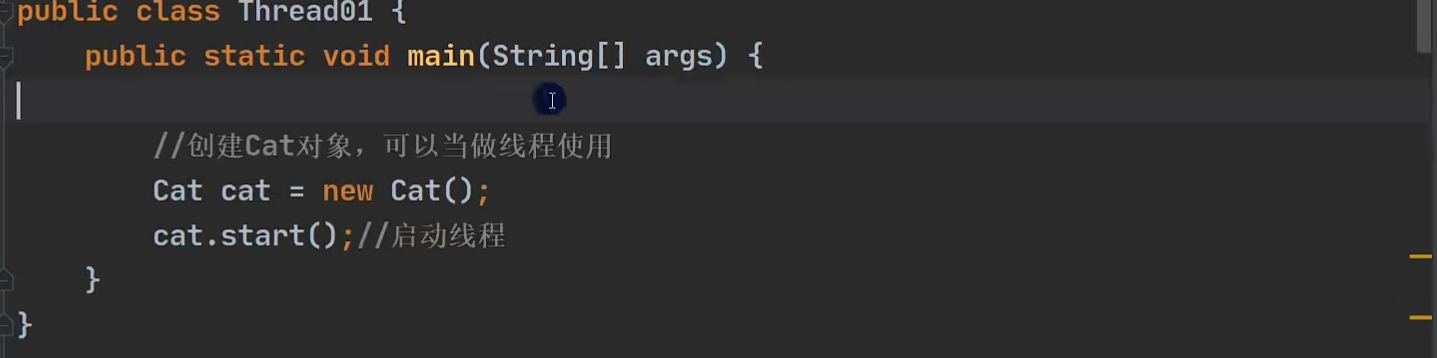 public class Thread01 {
public static void main(String[] args) {
//创建Cat对象，可以当做线程使用
Cat cat = new Cat();
cat.start();//启动线程
}
}